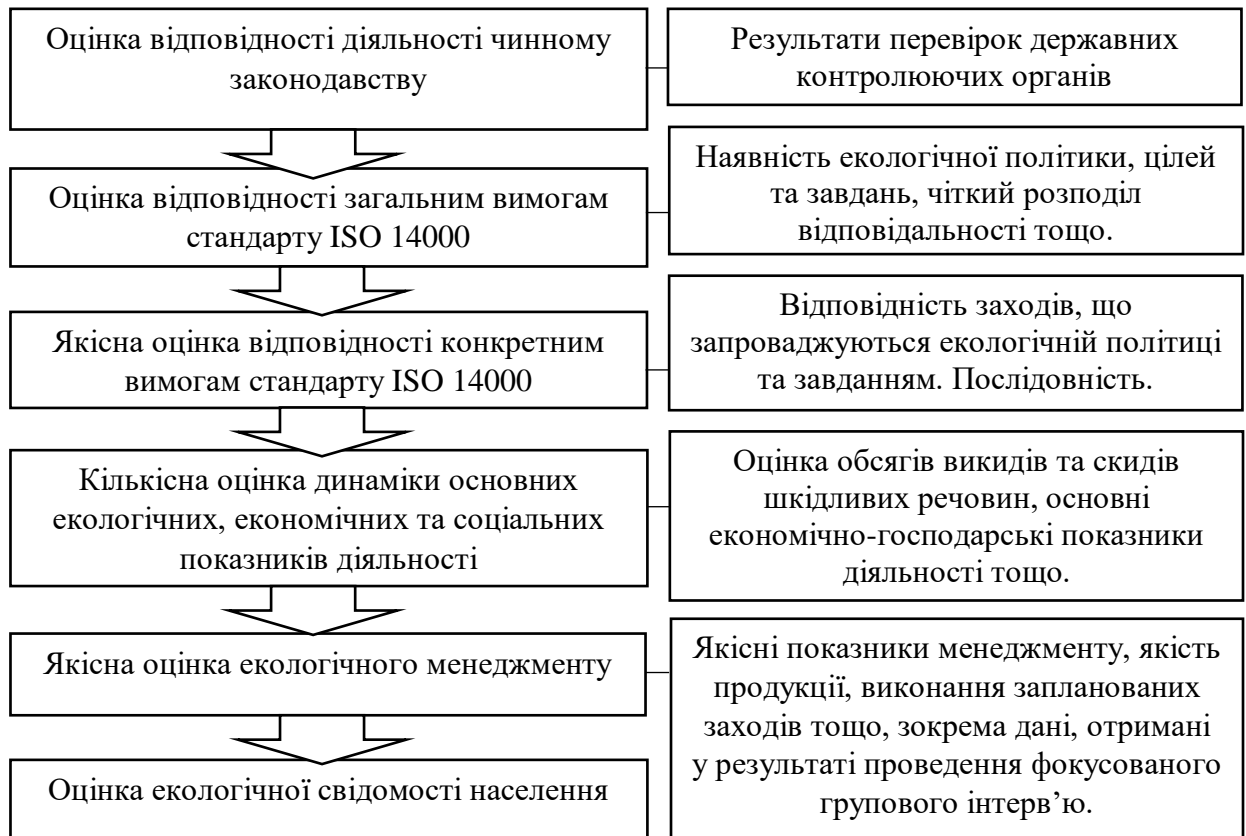 Оцінка відповідності діяльності чинному
законодавству
Результати перевірок державних
контролюючих органів
Оцінка відповідності загальним вимогам
стандарту ISO 14000
Наявність екологічної політики, цілей
та завдань, чіткий розподіл
відповідальності тощо.
Якісна оцінка відповідності конкретним
вимогам стандарту ISO 14000
Відповідність заходів, що
запроваджуються екологічній політиці
та завданням. Послідовність.
Кількісна оцінка динаміки основних
екологічних, економічних та соціальних
показників діяльності
Оцінка обсягів викидів та скидів
шкідливих речовин, основні
економічно-господарські показники
діяльності тощо.
Якісна оцінка екологічного менеджменту
Якісні показники менеджменту, якість
продукції, виконання запланованих
заходів тощо, зокрема дані, отримані
у результаті проведення фокусованого
групового інтерв’ю.
Оцінка екологічної свідомості населення